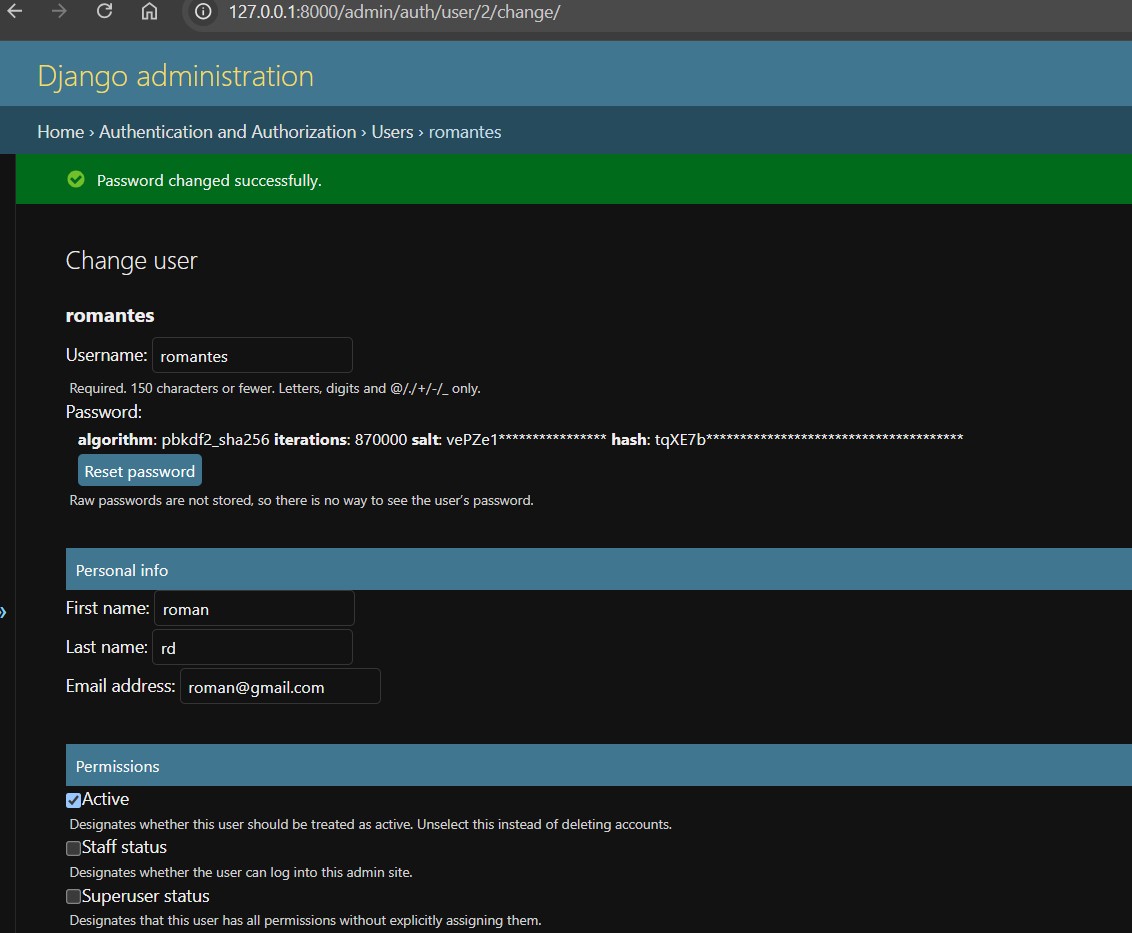 127.0.0.1:8000/admin/auth/user/2/change/
Django administration
Home › Authentication and Authorization › Users › romantes
Password changed successfully.
Change user
romantes
Username: romantes
Required. 150 characters or fewer. Letters, digits and @/./+/-/_ only.
Password:
algorithm: pbkdf2_sha256 iterations: 870000 salt: vePZe1**************** hash: tqXE7b**************************************
Reset password
Raw passwords are not stored, so there is no way to see the user’s password.
Personal info
First name: roman
Last name: rd
Email address: roman@gmail.com
Permissions
Active
Designates whether this user should be treated as active. Unselect this instead of deleting accounts.
Staff status
Designates whether the user can log into this admin site.
Superuser status
Designates that this user has all permissions without explicitly assigning them.